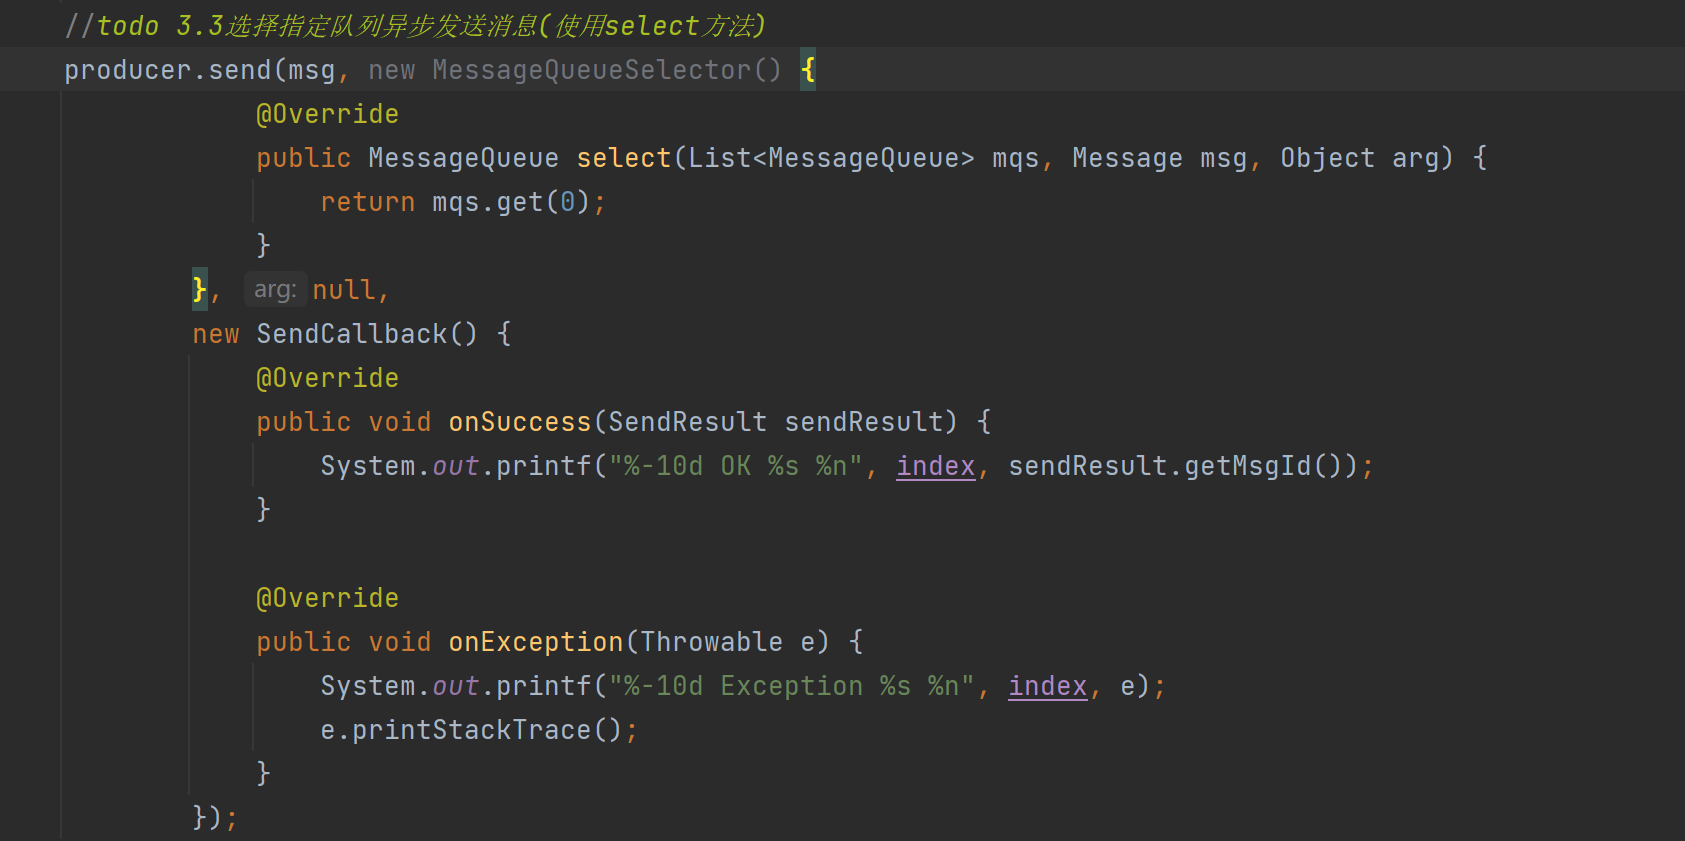 //todo 3.3选择指定队列异步发送消息(使用select方法)
producer.send(msg, new MessageQueueSelector() {
@Override
public MessageQueue select(List<MessageQueue> mqs, Message msg, Object arg) {
return mqs.get(0);
}
}, arg: null,
new SendCallback() {
@Override
public void onSuccess(SendResult sendResult) {
System.out.printf("%-10d OK %s %n", index, sendResult.getMsgId());
}
@Override
public void onException(Throwable e) {
System.out.printf("%-10d Exception %s %n", index, e);
e.printStackTrace();
}
});